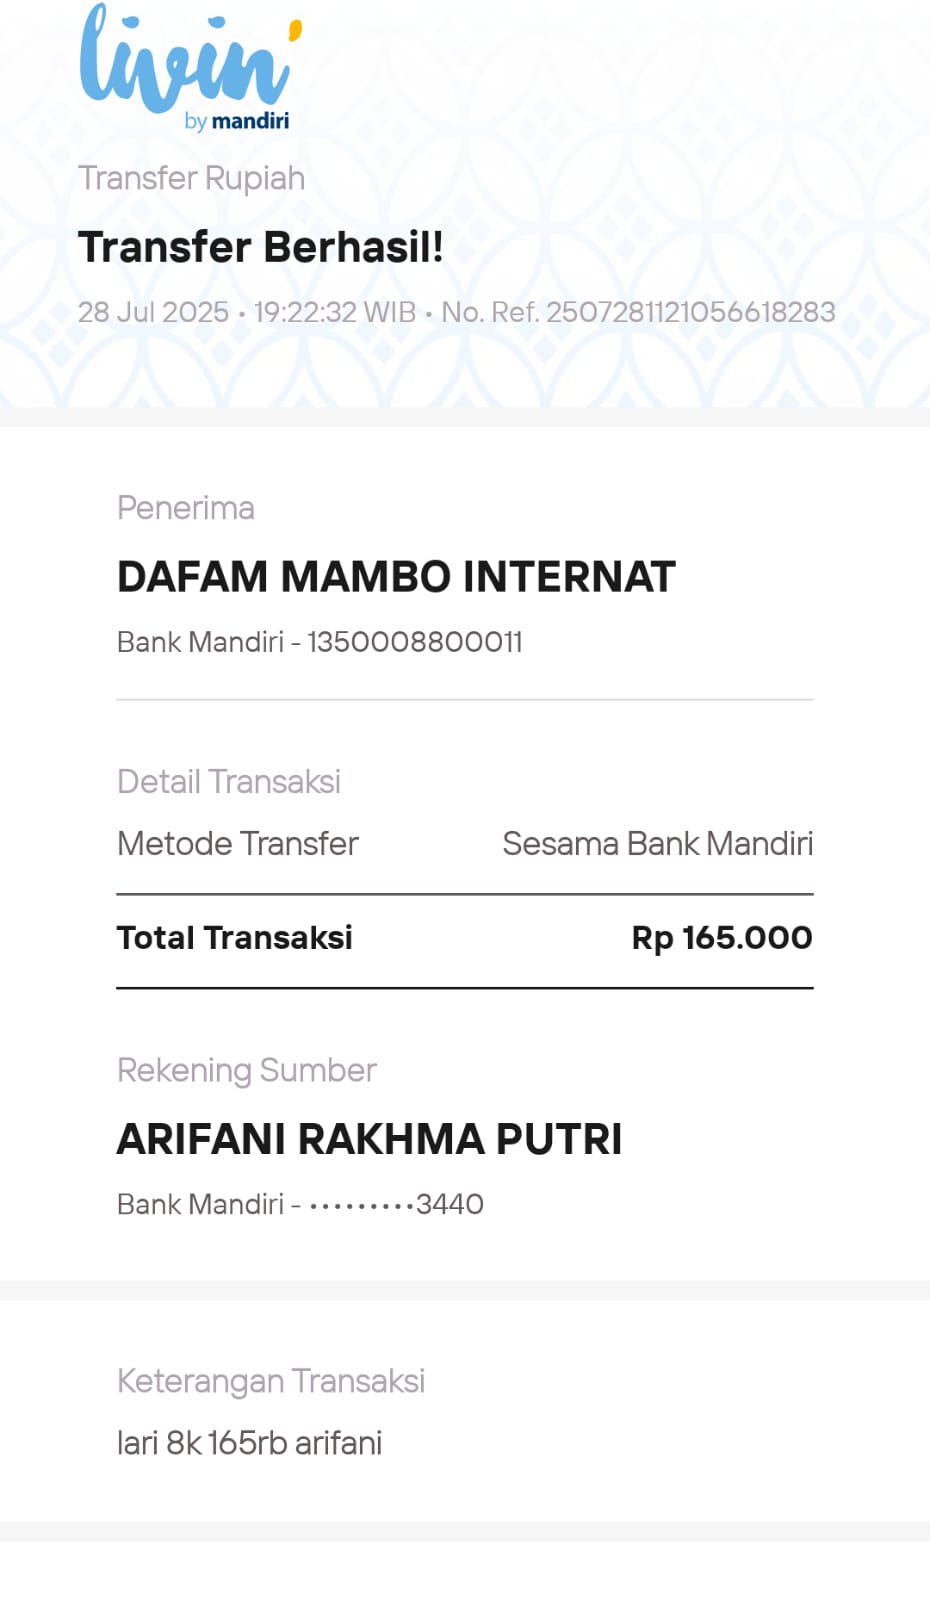 livin'
by mandiri
Transfer Rupiah
Transfer Berhasil!
28 Jul 2025 • 19:22:32 WIB • No. Ref. 2507281121056618283
Penerima
DAFAM MAMBO INTERNAT
Bank Mandiri - 1350008800011
Detail Transaksi
Metode Transfer Sesama Bank Mandiri
Total Transaksi Rp 165.000
Rekening Sumber
ARIFANI RAKHMA PUTRI
Bank Mandiri - •••••••••3440
Keterangan Transaksi
lari 8k 165rb arifani